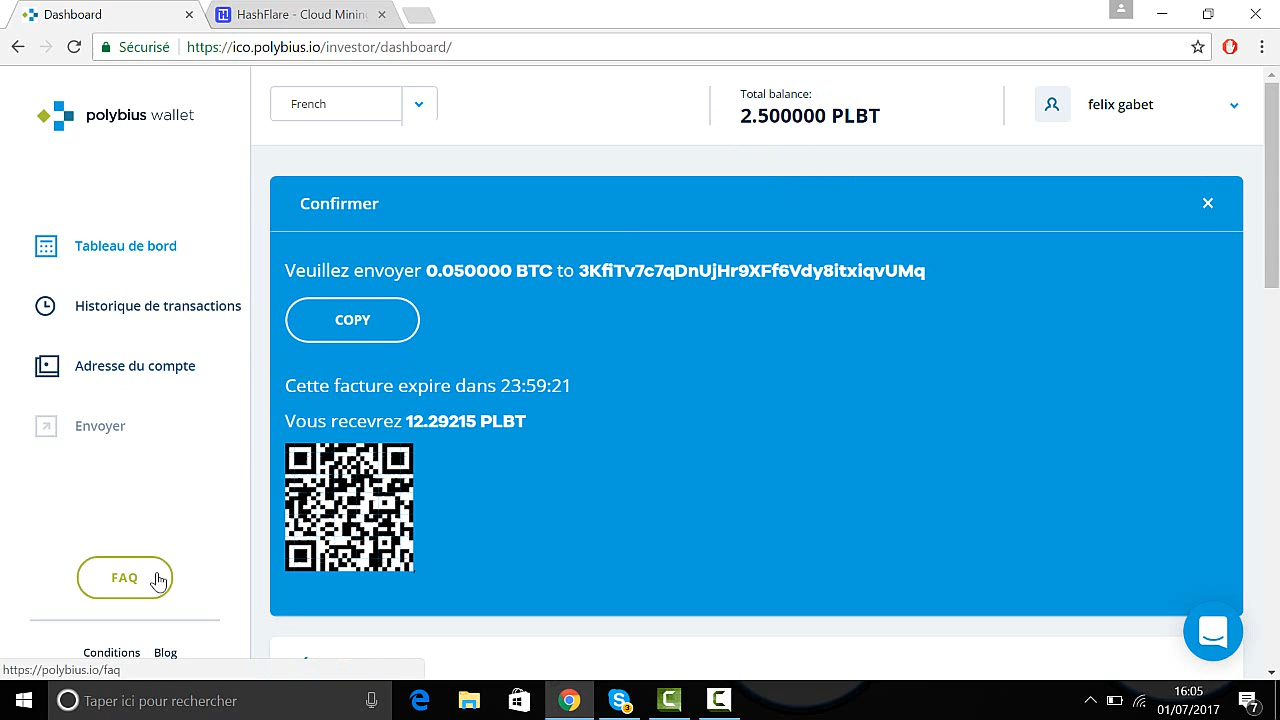 Dashboard
HashFlare - Cloud Mining
Sécurisé
https://ico.polybius.io/investor/dashboard/
polybius wallet
French
Total balance:
2.500000 PLBT
felix gabet
Confirmer
Tableau de bord
Veuillez envoyer 0.050000 BTC to 3KfiTv7c7qDnUjHr9XFf6Vdy8itxiqvUMq
Historique de transactions
COPY
Adresse du compte
Cette facture expire dans 23:59:21
Envoyer
Vous recevrez 12.29215 PLBT
FAQ
Conditions
Blog
https://polybius.io/faq
Taper ici pour rechercher
3
16:05
01/07/2017
7